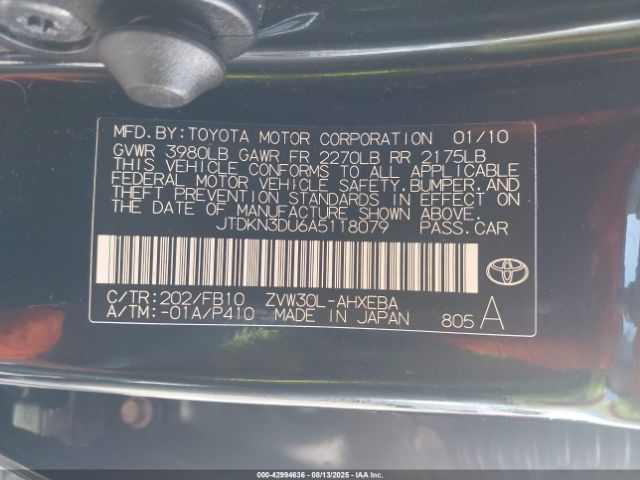 MFD.BY:TOYOTA MOTOR CORPORATION 01/10
GVWR 3980LB GAWR FR 2270LB RR 2175LB
THIS VEHICLE CONFORMS TO ALL APPLICABLE
FEDERAL MOTOR VEHICLE SAFETY,BUMPER,AND
THEFT PREVENTION STANDARDS IN EFFECT ON
THE DATE OF MANUFACTURE SHOWN ABOVE.
JTDKN3DU6A5118079 PASS.CAR
C/TR:202/FB10 ZVW30L-AHXEBA
A/TM:-01A/P410 MADE IN JAPAN 805 A
000-42994636 - 08/13/2025 - IAAI.COM